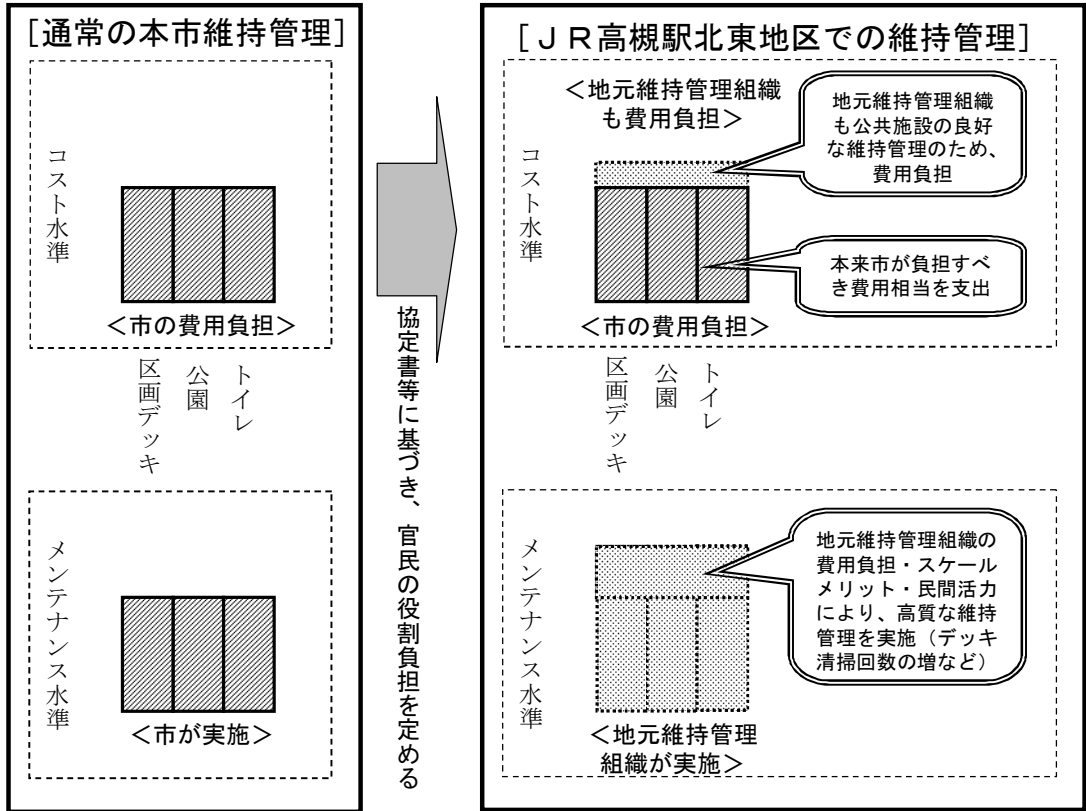 [通常の本市維持管理]
コスト水準
<市の費用負担>
区画デッキ
公園
トイレ
メンテナンス水準
<市が実施>
協定書等に基づき、官民の役割負担を定める
[ＪＲ高槻駅北東地区での維持管理]
<地元維持管理組織
も費用負担>
地元維持管理組織
も公共施設の良好
な維持管理のため、
費用負担
コスト水準
本来市が負担すべ
き費用相当を支出
<市の費用負担>
区画デッキ
公園
トイレ
メンテナンス水準
地元維持管理組織の
費用負担・スケール
メリット・民間活力
により、高質な維持
管理を実施（デッキ
清掃回数の増など）
<地元維持管理
組織が実施>